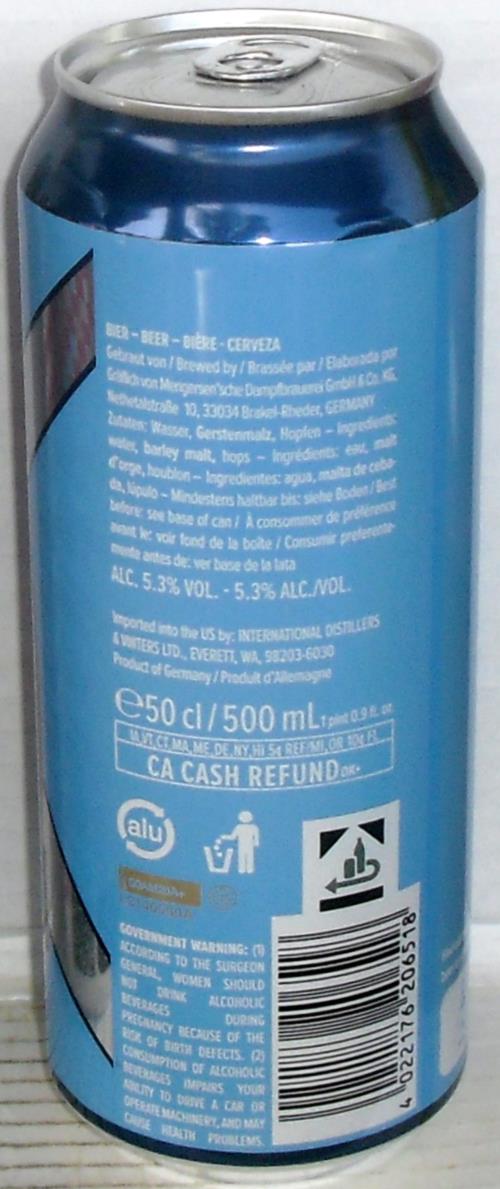 BIER – BEER – BIÈRE - CERVEZA
Gebraut von / Brewed by / Brassée par / Elaborada por
Gräflich von Mengersen'sche Dampfbrauerei GmbH & Co. KG,
Nethetalstraße 10, 33034 Brakel-Rheder, GERMANY
Zutaten: Wasser, Gerstenmalz, Hopfen – Ingredients:
water, barley malt, hops – Ingrédients: eau, malt
d'orge, houblon – Ingredientes: agua, malta de ceba-
da, lúpulo – Mindestens haltbar bis: siehe Boden / Best
before: see base of can / À consommer de préférence
avant le: voir fond de la boîte / Consumir preferente-
mente antes de: ver base de la lata
ALC. 5.3% VOL. - 5.3% ALC./VOL.
Imported into the US by: INTERNATIONAL DISTILLERS
& VINTERS LTD., EVERETT, WA, 98203-6030
Product of Germany / Produit d'Allemagne
℮50 cl / 500 mL 1 pint 0.9 fl. oz
IA,VT,CT,MA,ME,DE,NY,HI 5¢ REF/MI,OR 10¢ FL
CA CASH REFUND OK+
alu
GOVERNMENT WARNING: (1)
ACCORDING TO THE SURGEON
GENERAL, WOMEN SHOULD
NOT DRINK ALCOHOLIC
BEVERAGES DURING
PREGNANCY BECAUSE OF THE
RISK OF BIRTH DEFECTS. (2)
CONSUMPTION OF ALCOHOLIC
BEVERAGES IMPAIRS YOUR
ABILITY TO DRIVE A CAR OR
OPERATE MACHINERY, AND MAY
CAUSE HEALTH PROBLEMS.
4 022176 206518